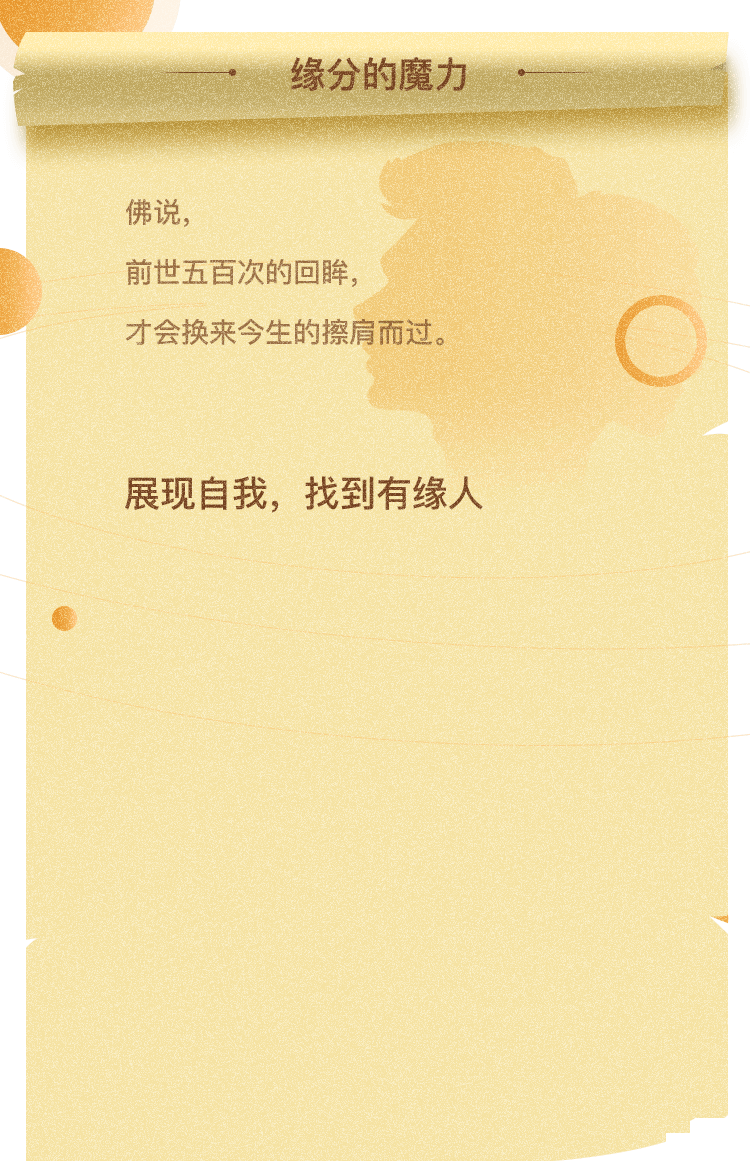 缘分的魔力
佛说，
前世五百次的回眸，
才会换来今生的擦肩而过。
展现自我，找到有缘人